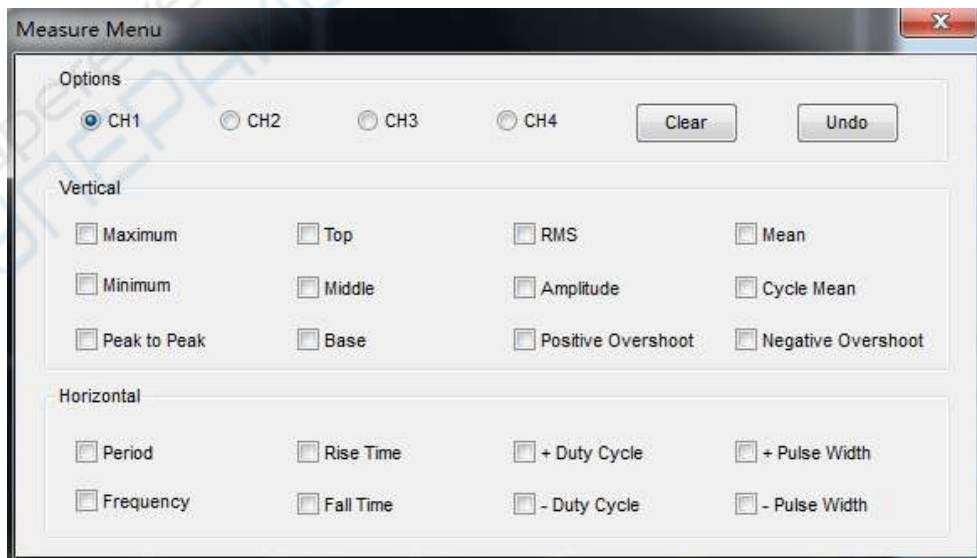 Measure Menu
Options
CH1 CH2 CH3 CH4 Clear Undo
Vertical
Maximum Top RMS Mean
Minimum Middle Amplitude Cycle Mean
Peak to Peak Base Positive Overshoot Negative Overshoot
Horizontal
Period Rise Time + Duty Cycle + Pulse Width
Frequency Fall Time - Duty Cycle - Pulse Width